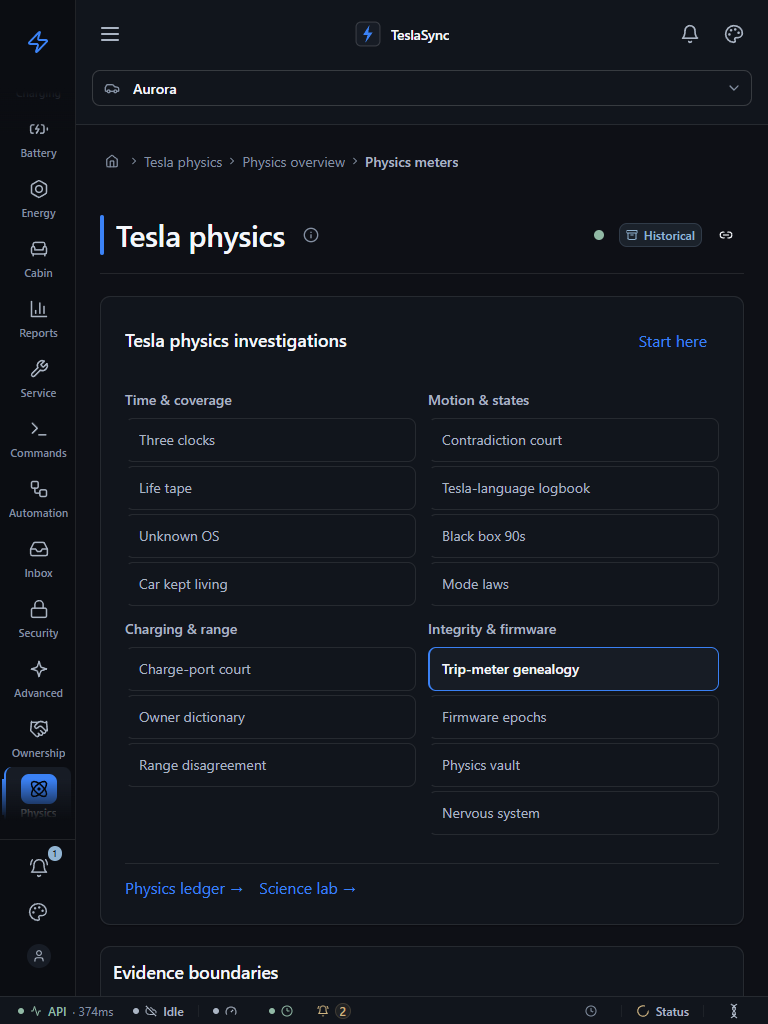 TeslaSync
Aurora
Charging
Battery
Energy
Cabin
Reports
Service
Commands
Automation
Inbox
Security
Advanced
Ownership
Physics
1
Tesla physics > Physics overview > Physics meters
Tesla physics
Historical
Tesla physics investigations
Start here
Time & coverage
Three clocks
Life tape
Unknown OS
Car kept living
Motion & states
Contradiction court
Tesla-language logbook
Black box 90s
Mode laws
Charging & range
Charge-port court
Owner dictionary
Range disagreement
Integrity & firmware
Trip-meter genealogy
Firmware epochs
Physics vault
Nervous system
Physics ledger →
Science lab →
Evidence boundaries
API · 374ms
Idle
2
Status